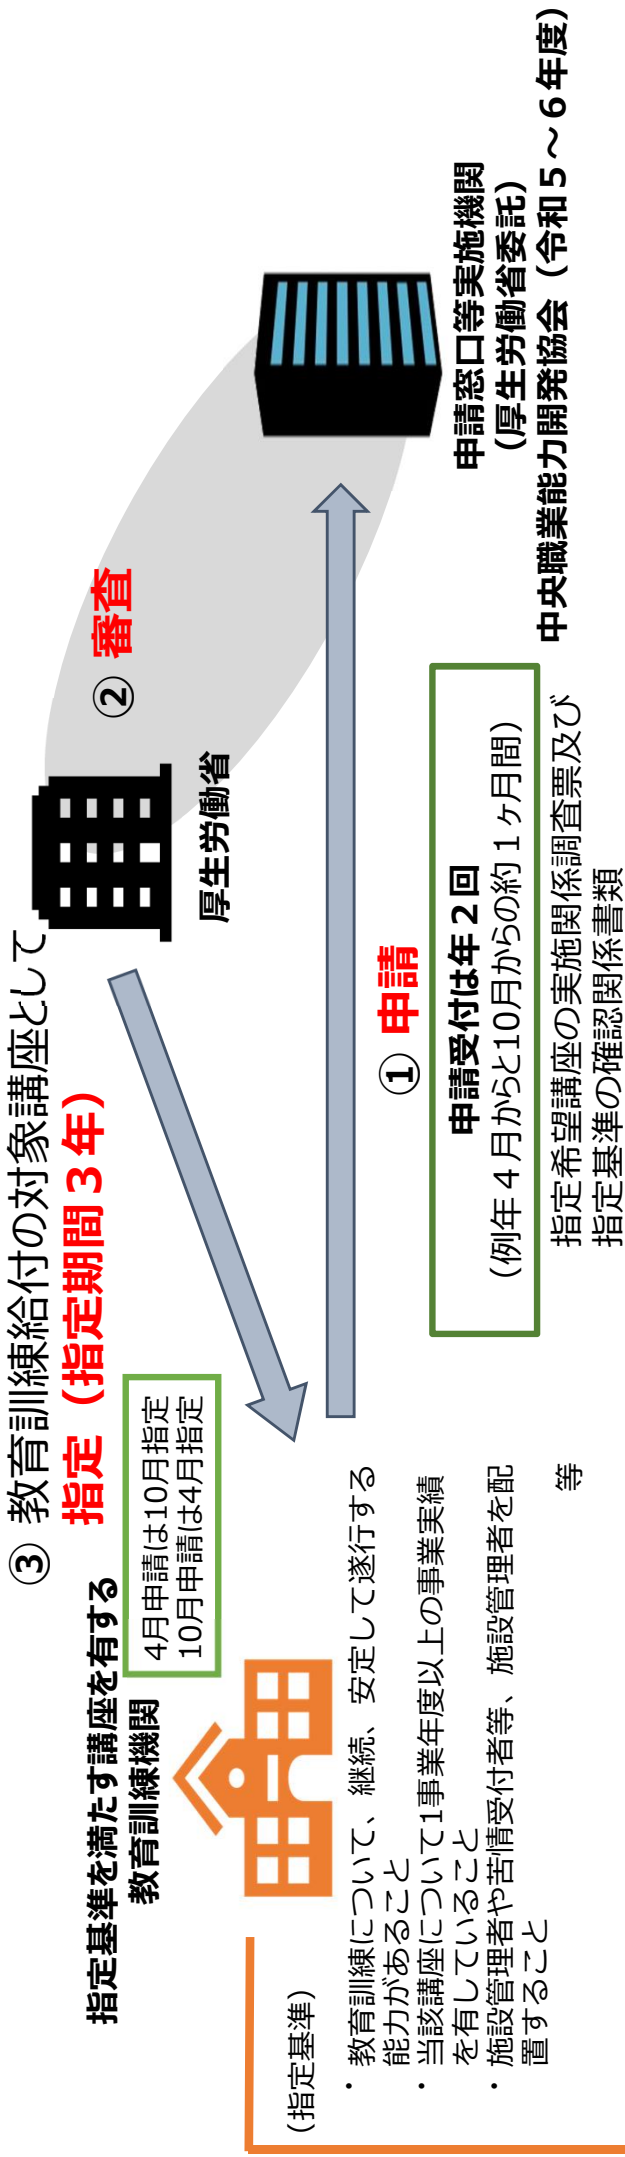 ③ 教育訓練給付の対象講座として
指定（指定期間３年）
指定基準を満たす講座を有する
教育訓練機関
4月申請は10月指定
10月申請は4月指定
② 審査
厚生労働省
① 申請
申請受付は年２回
（例年４月からと10月からの約１ヶ月間）
指定希望講座の実施関係調査票及び
指定基準の確認関係書類
申請窓口等実施機関
（厚生労働省委託）
中央職業能力開発協会（令和５～６年度）
（指定基準）
・ 教育訓練について、継続、安定して遂行する
能力があること
・ 当該講座について1事業年度以上の事業実績
を有していること
・ 施設管理者や苦情受付者等、施設管理者を配
置すること
等